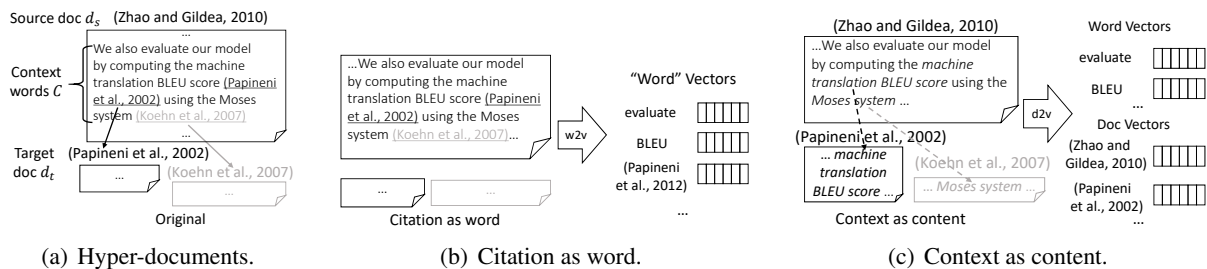 Source doc d_s
(Zhao and Gildea, 2010)
...
We also evaluate our model
by computing the machine
translation BLEU score (Papineni
et al., 2002) using the Moses
system (Koehn et al., 2007)
...
Context
words C
Target
doc d_t
(Papineni et al., 2002)
...
(Koehn et al., 2007)
...
Original
(a) Hyper-documents.
...We also evaluate our model
by computing the machine
translation BLEU score (Papineni
et al., 2002) using the Moses
system (Koehn et al., 2007)...
...
...
Citation as word
w2v
“Word” Vectors
evaluate
BLEU
(Papineni
et al., 2012)
...
(b) Citation as word.
(Zhao and Gildea, 2010)
...We also evaluate our model
by computing the machine
translation BLEU score using the
Moses system ...
(Papineni et al., 2002)
... machine
translation
BLEU score ...
(Koehn et al., 2007)
... Moses system ...
Context as content
d2v
Word Vectors
evaluate
BLEU
...
Doc Vectors
(Zhao and
Gildea, 2010)
(Papineni
et al., 2002)
...
(c) Context as content.